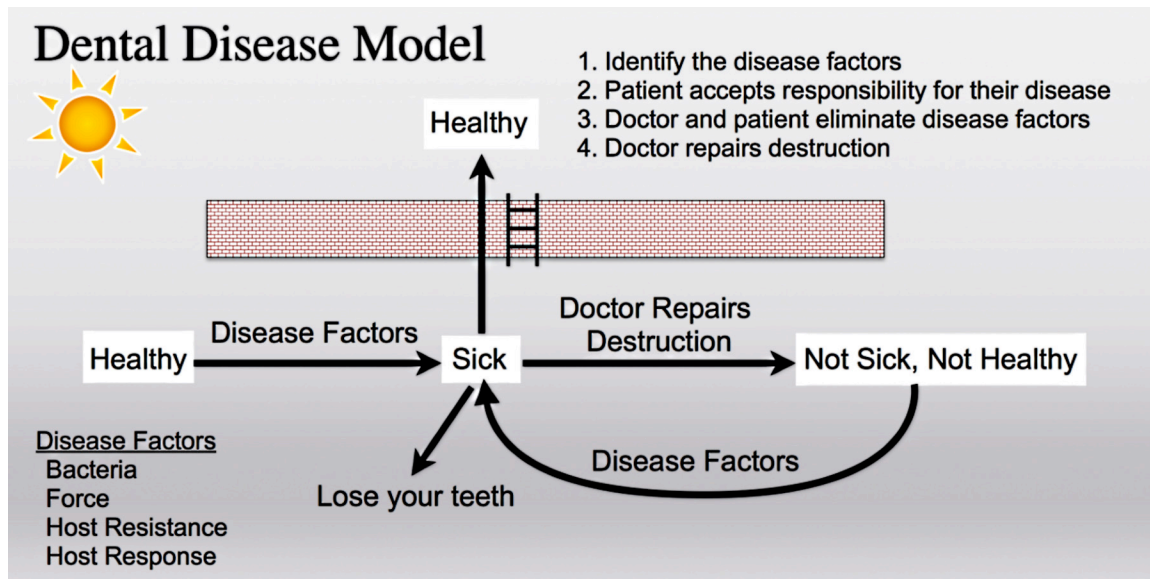 Dental Disease Model
1. Identify the disease factors
2. Patient accepts responsibility for their disease
3. Doctor and patient eliminate disease factors
4. Doctor repairs destruction
Healthy
Healthy
Disease Factors
Sick
Doctor Repairs
Destruction
Not Sick, Not Healthy
Disease Factors
Lose your teeth
Disease Factors
Bacteria
Force
Host Resistance
Host Response